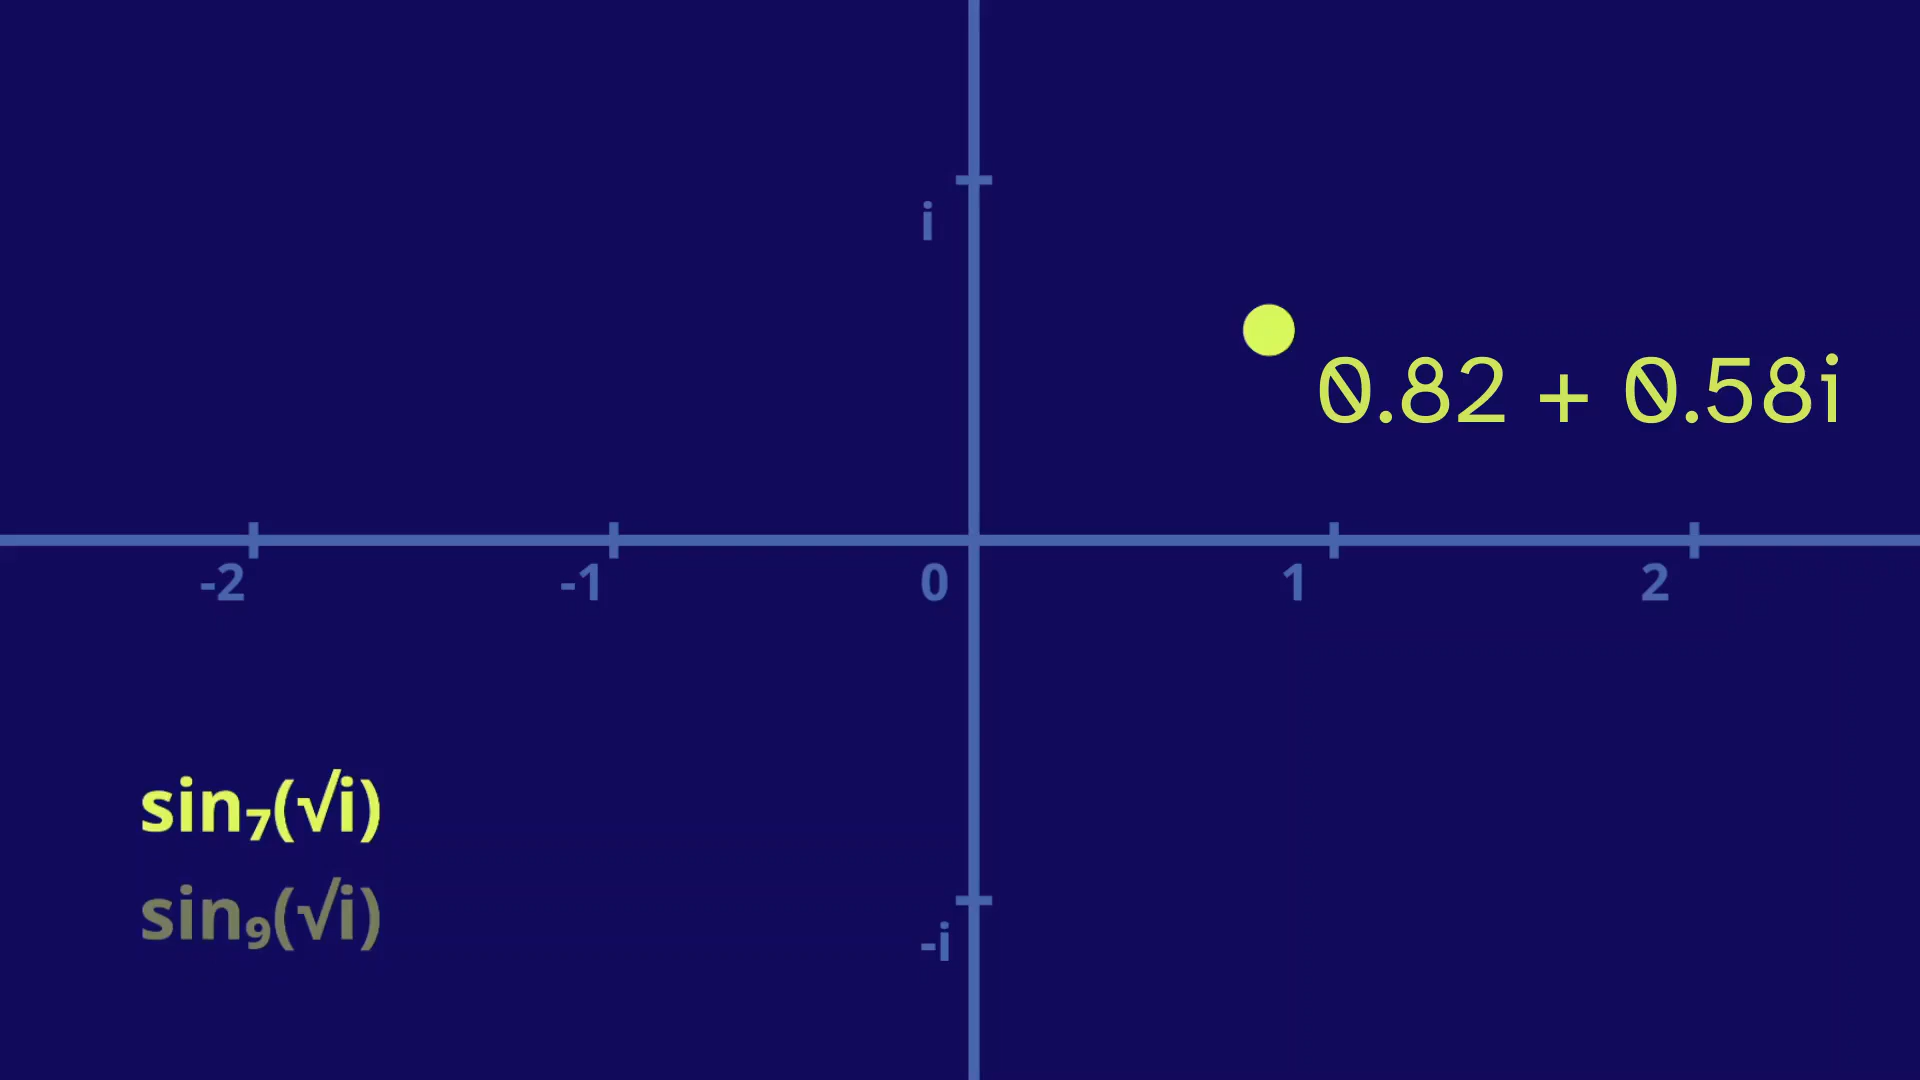 i
0.82 + 0.58i
-2 -1 0 1 2
sin₇(√i)
sin₉(√i)
-i